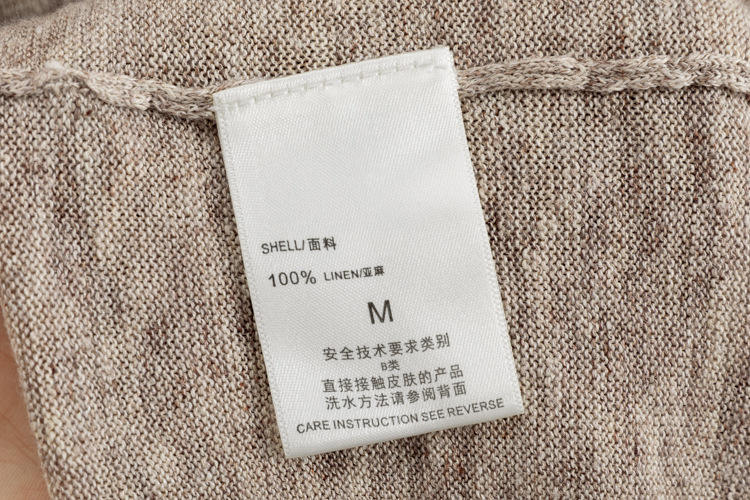 SHELL/面料
100% LINEN/亚麻
M
安全技术要求类别
B类
直接接触皮肤的产品
洗水方法请参阅背面
CARE INSTRUCTION SEE REVERSE